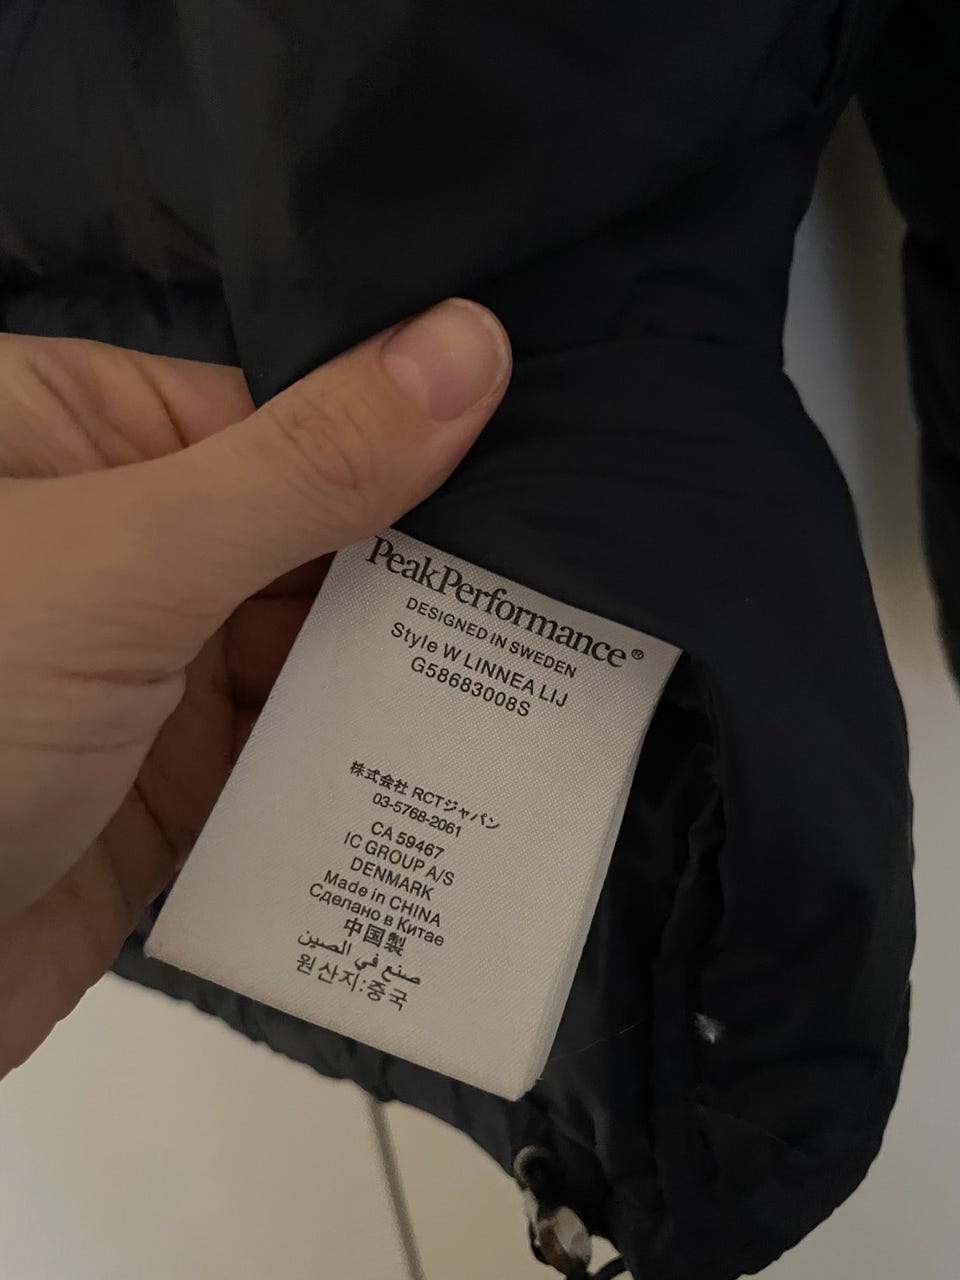 PeakPerformance®
DESIGNED IN SWEDEN
Style W LINNEA LIJ
G58683008S
株式会社 RCTジャパン
03-5768-2061
CA 59467
IC GROUP A/S
DENMARK
Made in CHINA
Сделано в Китае
中国製
صنع في الصين
원산지:중국